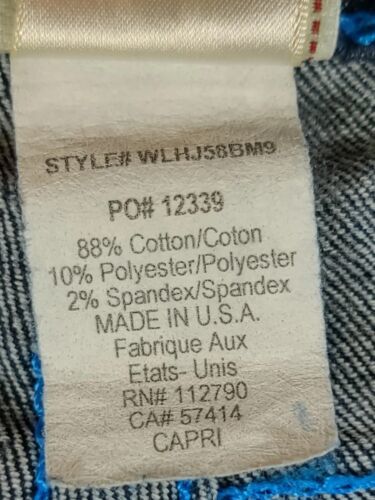 STYLE# WLHJ58BM9
PO# 12339
88% Cotton/Coton
10% Polyester/Polyester
2% Spandex/Spandex
MADE IN U.S.A.
Fabrique Aux
Etats- Unis
RN# 112790
CA# 57414
CAPRI